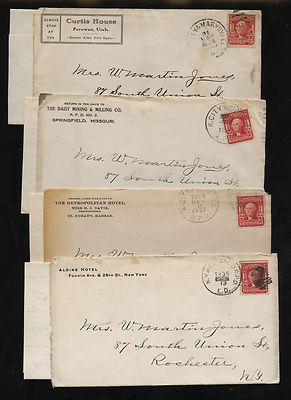 ALWAYS
STOP
AT THE
Curtis House
Parowan, Utah.
Return After Five Days
Mrs. W. Martin Jones,
87 South Union St.
RETURN IN TEN DAYS TO
THE DAISY MINING & MILLING CO.
R. F. D. NO. 2.
SPRINGFIELD, MISSOURI.
Mrs. W. Martin Jones,
87 South Union St,
THE METROPOLITAN HOTEL
MISS M. J. DAVIS,
PROPRIETRESS
EL DORADO, KANSAS.
ALDINE HOTEL
FOURTH AVE. & 29TH ST., NEW YORK
Mrs. W. Martin Jones,
87 South Union St,
Rochester,
N.Y.